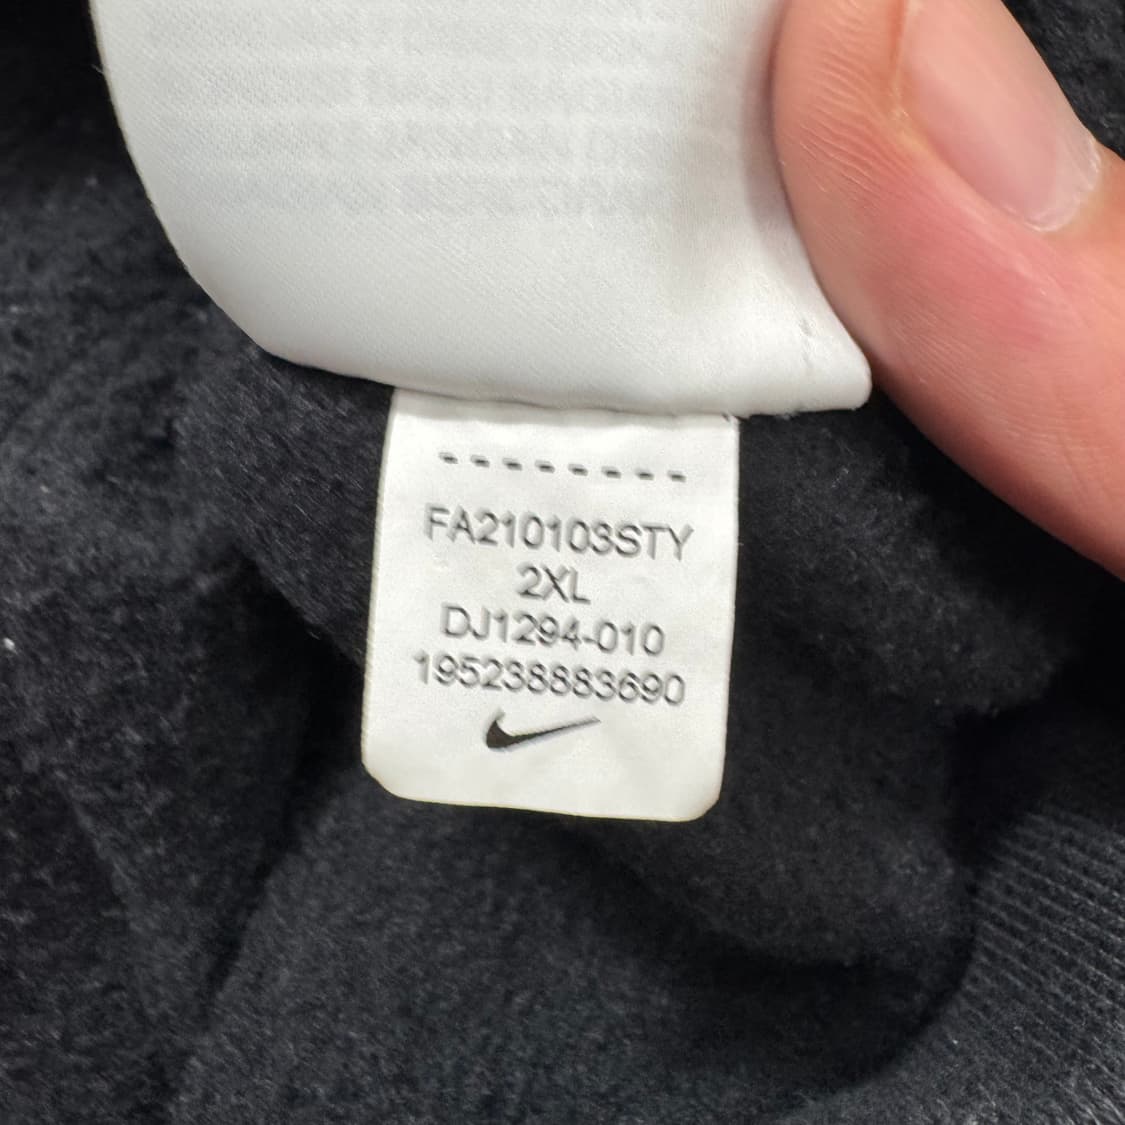 --------
FA210103STY
2XL
DJ1294-010
195238883690